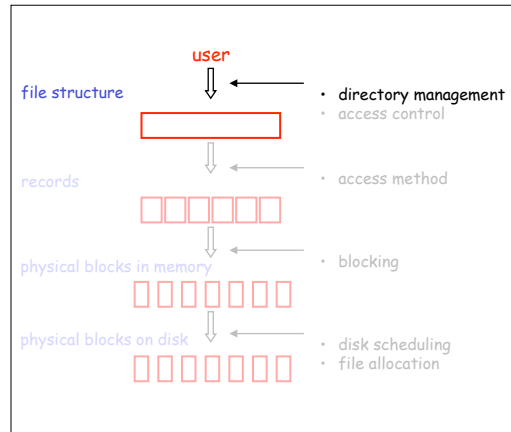 user
file structure
• directory management
• access control
records
• access method
physical blocks in memory
• blocking
physical blocks on disk
• disk scheduling
• file allocation